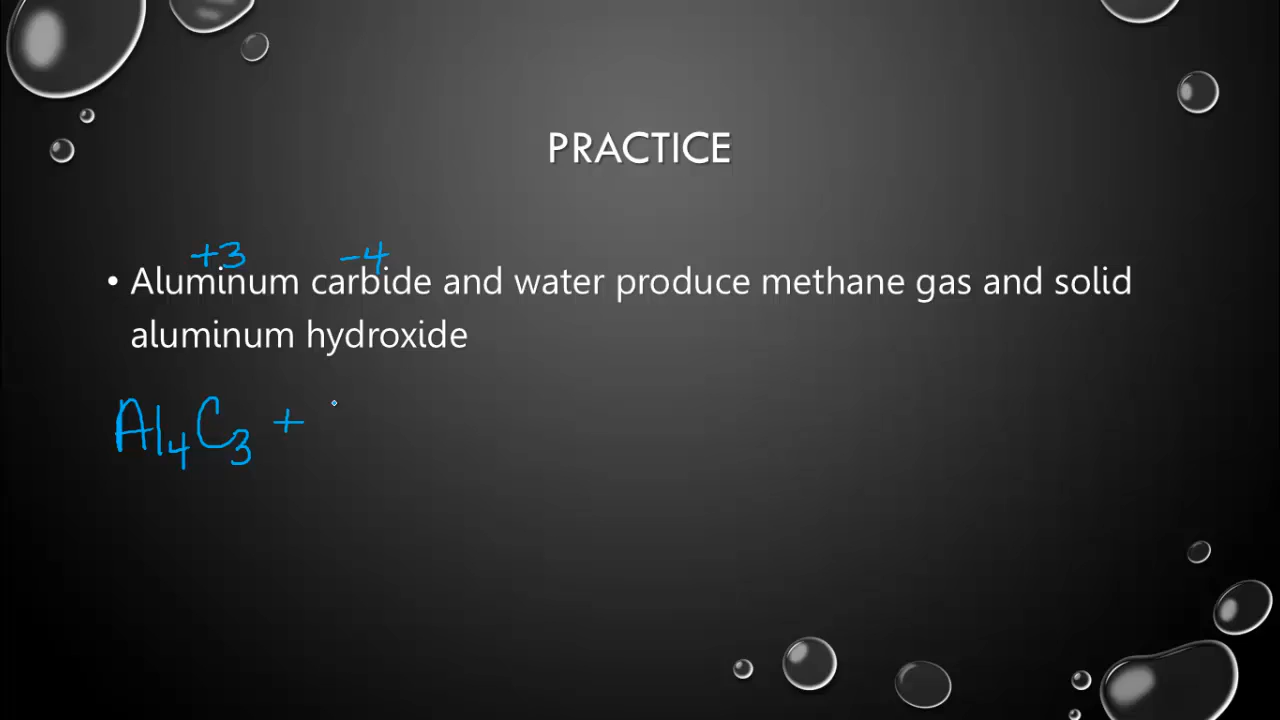 PRACTICE
+3 -4
• Aluminum carbide and water produce methane gas and solid
aluminum hydroxide
Al₄C₃ +